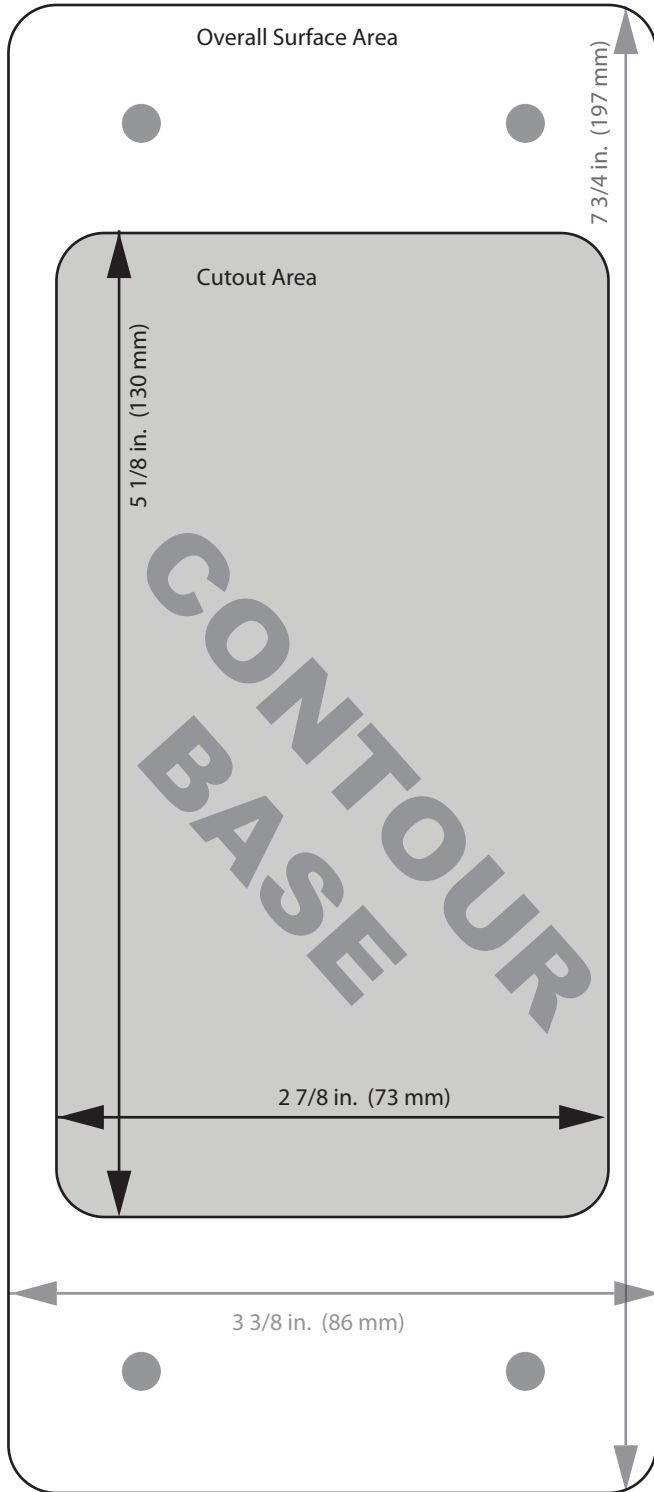 Overall Surface Area
7 3/4 in. (197 mm)
Cutout Area
5 1/8 in. (130 mm)
CONTOUR
BASE
2 7/8 in. (73 mm)
3 3/8 in. (86 mm)